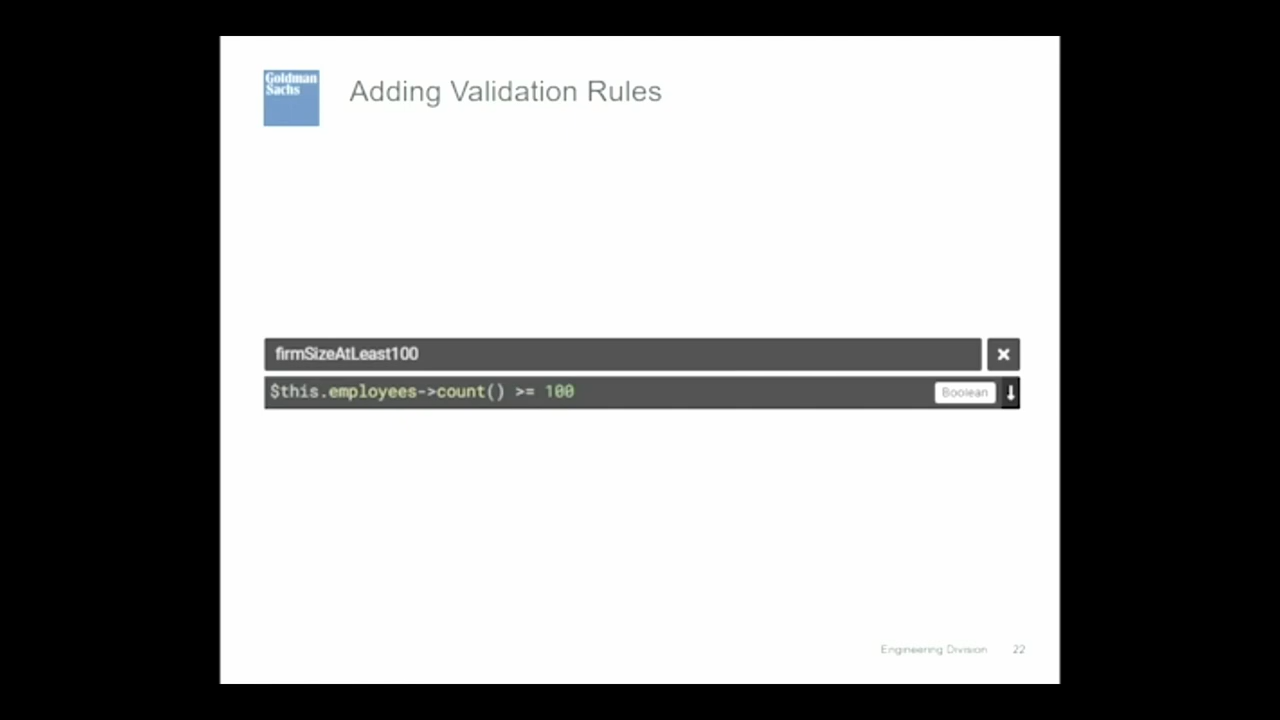 Goldman
Sachs
Adding Validation Rules
firmSizeAtLeast100
$this.employees->count() >= 100
Boolean
Engineering Division 22